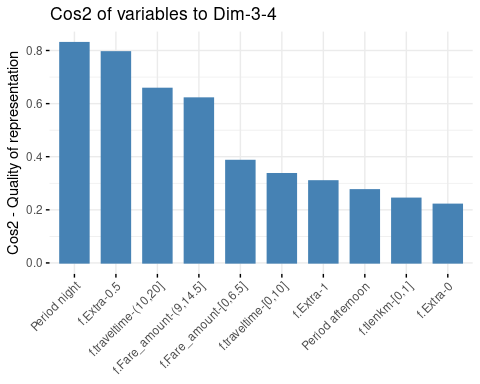 Cos2 of variables to Dim-3-4
Cos2 - Quality of representation
0.8
0.6
0.4
0.2
0.0
Period night
f.Extra-0.5
f.traveltime-(10,20]
f.Fare_amount-(9,14.5]
f.Fare_amount-[0,6.5]
f.traveltime-[0,10]
f.Extra-1
Period afternoon
f.tlenkm-[0,1]
f.Extra-0